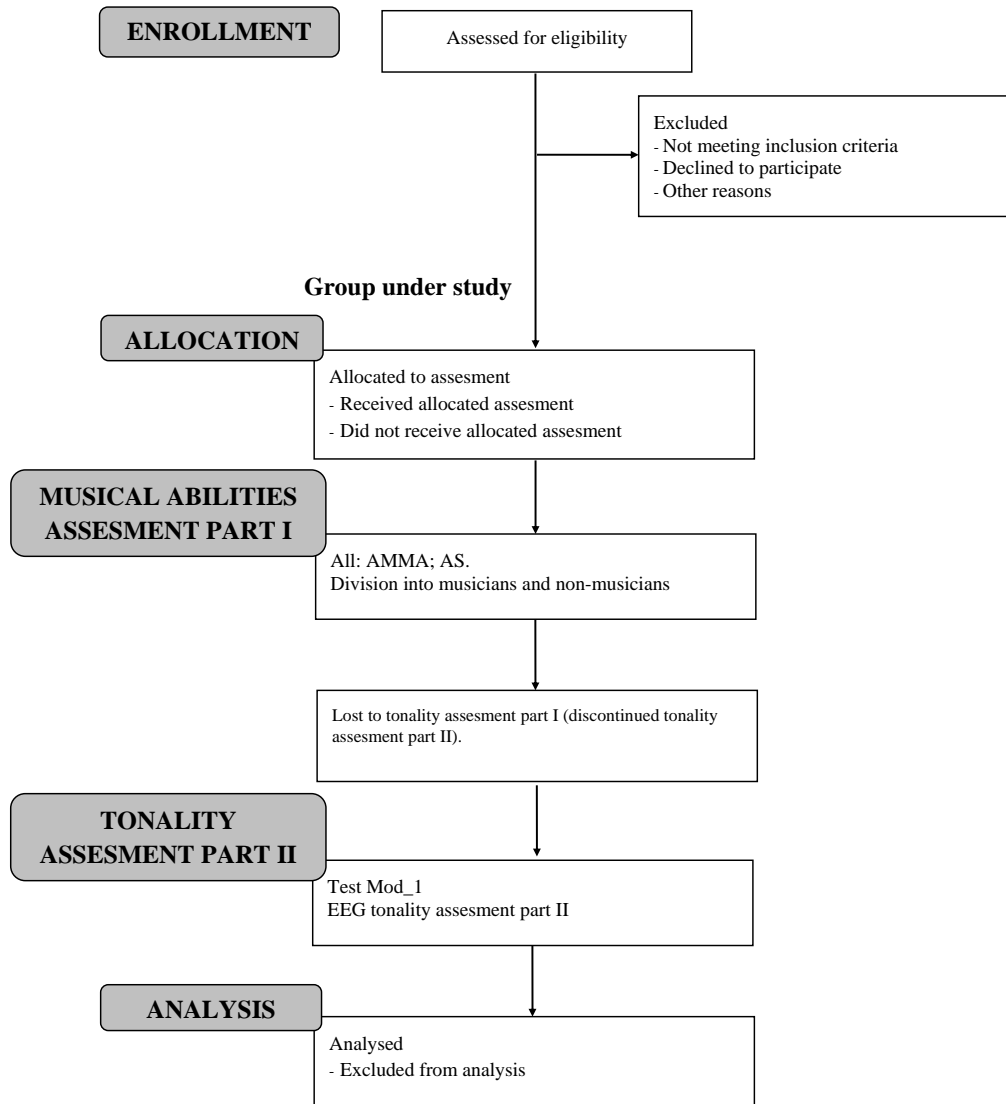 ENROLLMENT
Assessed for eligibility
Excluded
- Not meeting inclusion criteria
- Declined to participate
- Other reasons
Group under study
ALLOCATION
Allocated to assesment
- Received allocated assesment
- Did not receive allocated assesment
MUSICAL ABILITIES
ASSESMENT PART I
All: AMMA; AS.
Division into musicians and non-musicians
Lost to tonality assesment part I (discontinued tonality
assesment part II).
TONALITY
ASSESMENT PART II
Test Mod_1
EEG tonality assesment part II
ANALYSIS
Analysed
- Excluded from analysis